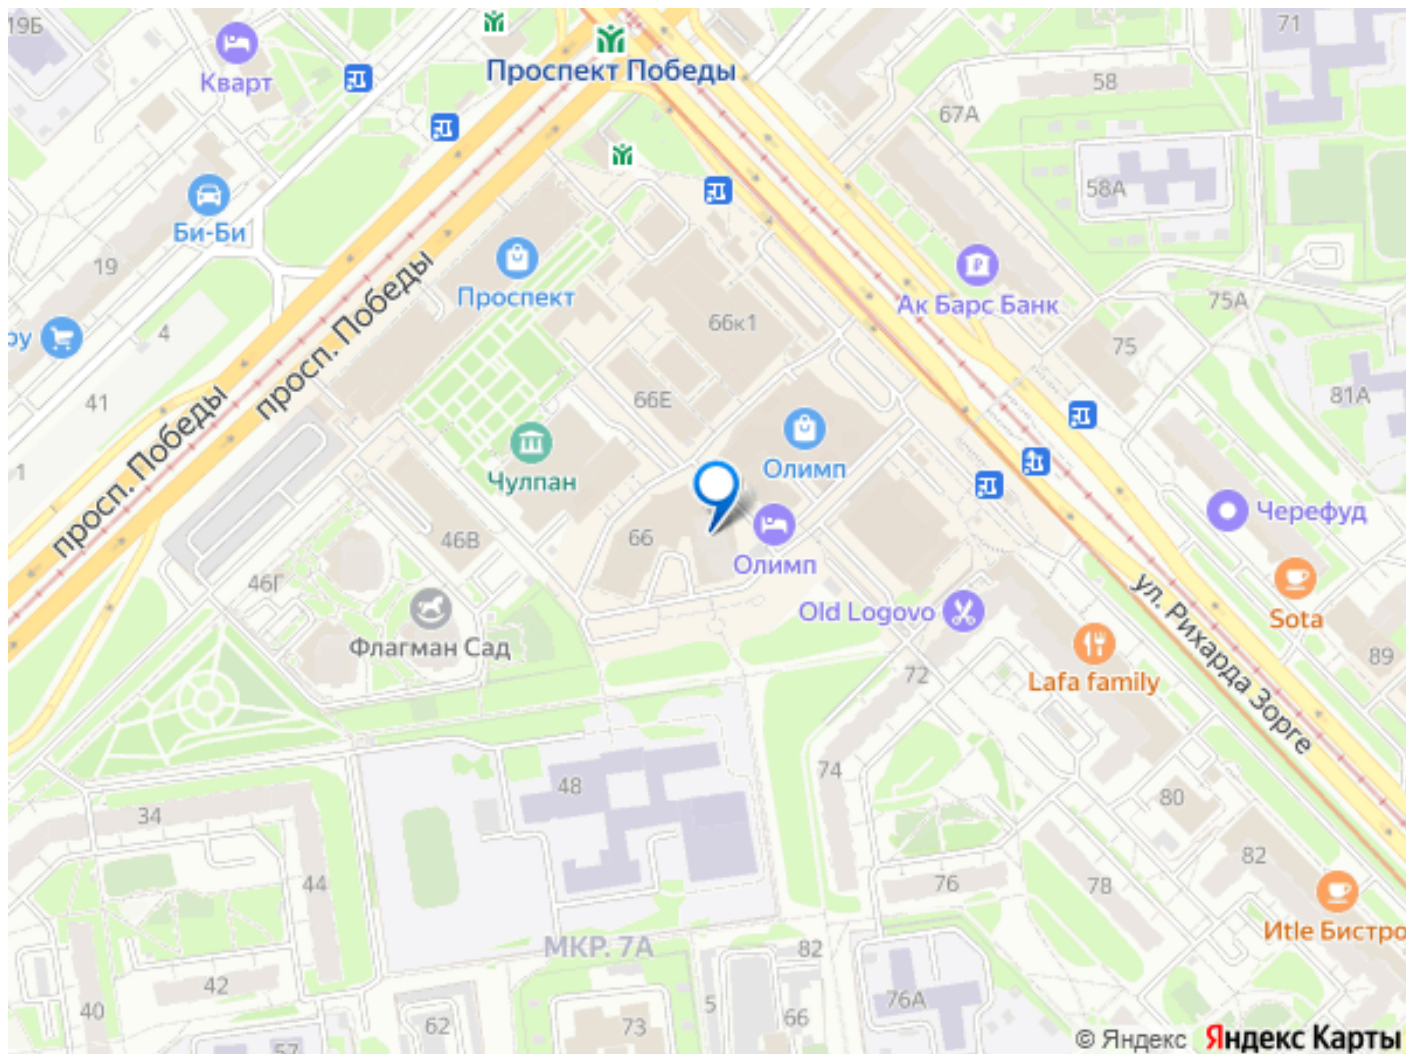 19Б
Кварт
Проспект Победы
71
58
67А
58А
Би-Би
19
просп. Победы
Проспект
Ак Барс Банк
75А
ру
4
66к1
75
41
просп. Победы
66Е
81А
1
Чулпан
Олимп
46В
66
Черефуд
46Г
Олимп
Old Logovo
ул. Рихарда Зорге
Sota
Флагман Сад
72
Lafa family
89
74
48
34
80
82
44
76
78
Иtle Бистро
МКР. 7А
82
42
40
62
73
5
66
76А
57
© Яндекс Яндекс Карты